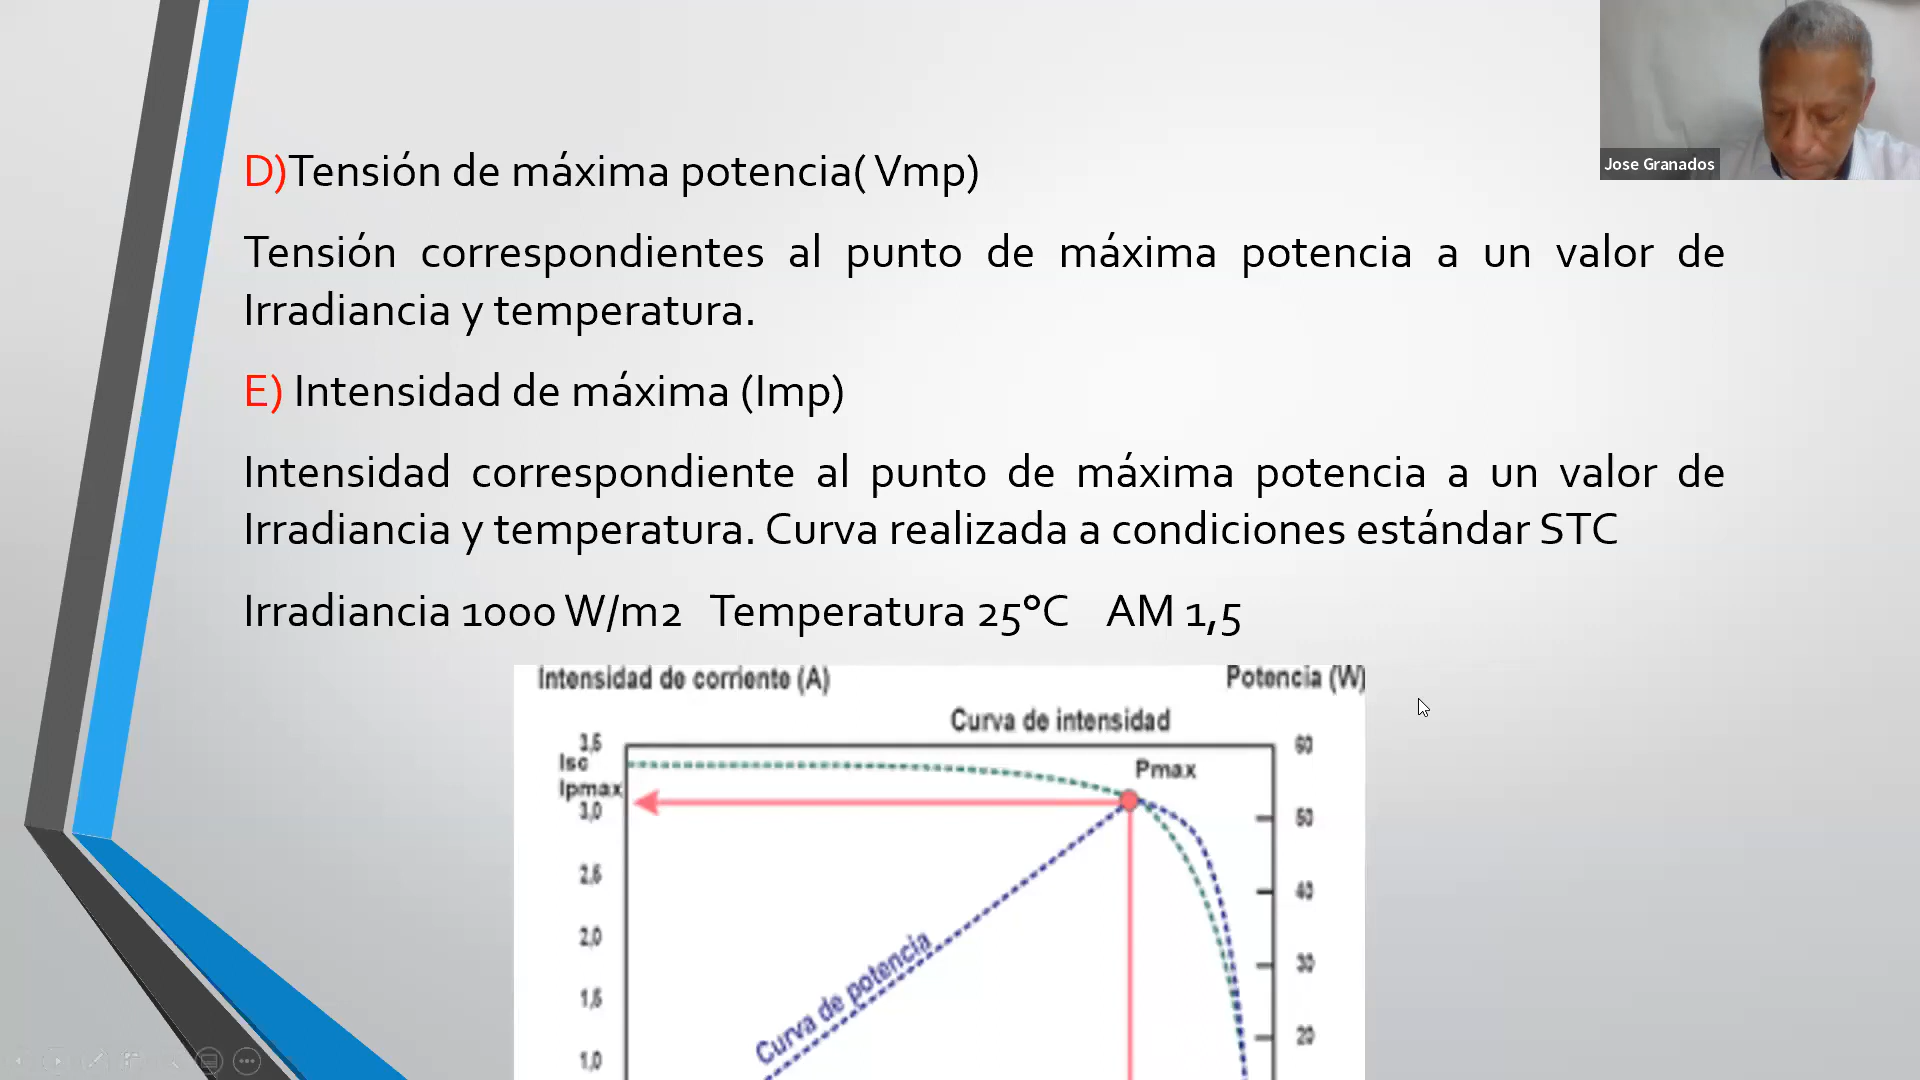 Jose Granados
D)Tensión de máxima potencia( Vmp)
Tensión correspondientes al punto de máxima potencia a un valor de
Irradiancia y temperatura.
E) Intensidad de máxima (Imp)
Intensidad correspondiente al punto de máxima potencia a un valor de
Irradiancia y temperatura. Curva realizada a condiciones estándar STC
Irradiancia 1000 W/m2 Temperatura 25°C AM 1,5
Intensidad de corriente (A)
Potencia (W)
Curva de intensidad
3,5
60
Isc
Pmax
Ipmax
3,0
50
2,5
40
2,0
Curva de potencia
30
1,5
20
1,0